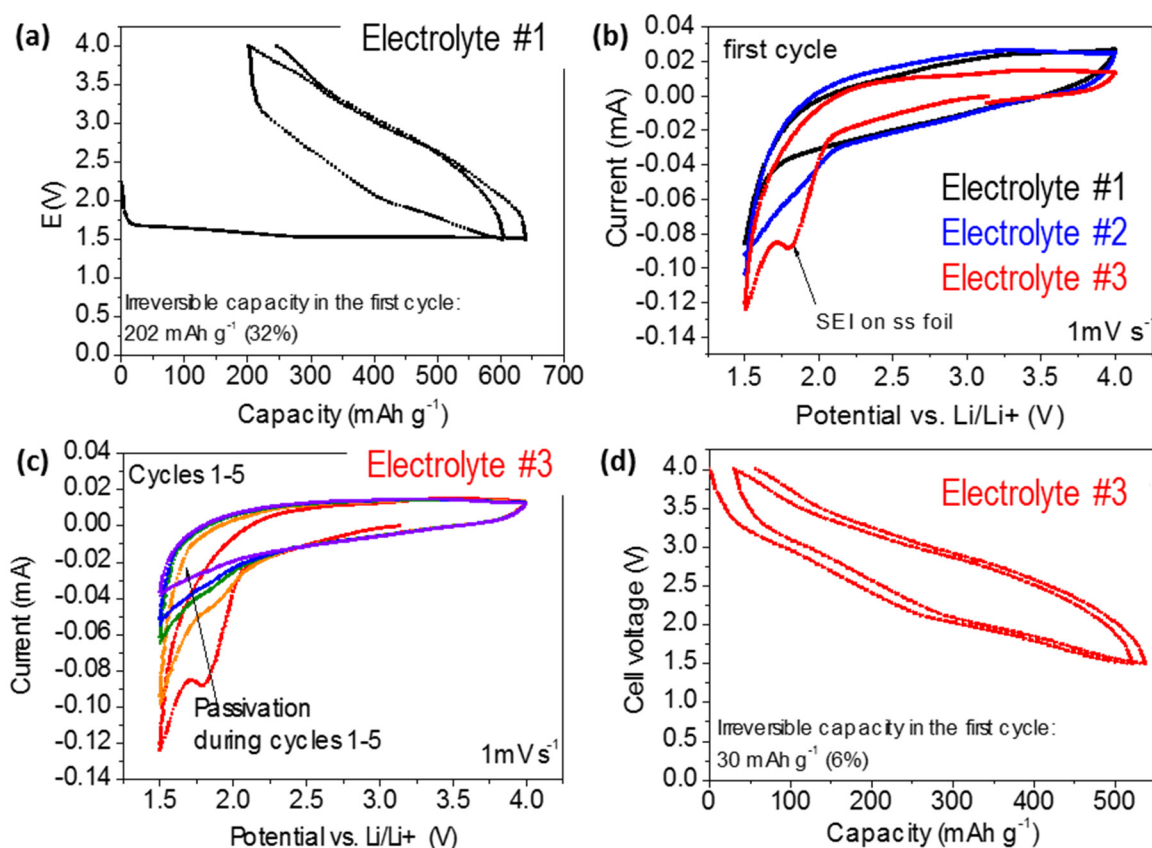 (a)
Electrolyte #1
4.0
3.5
3.0
2.5
2.0
1.5
1.0
0.5
0.0
E (V)
Irreversible capacity in the first cycle:
202 mAh g⁻¹ (32%)
0 100 200 300 400 500 600 700
Capacity (mAh g⁻¹)
(b)
first cycle
0.04
0.02
0.00
-0.02
-0.04
-0.06
-0.08
-0.10
-0.12
-0.14
Current (mA)
Electrolyte #1
Electrolyte #2
Electrolyte #3
SEI on ss foil
1mV s⁻¹
1.5 2.0 2.5 3.0 3.5 4.0
Potential vs. Li/Li+ (V)
(c)
Cycles 1-5
Electrolyte #3
0.04
0.02
0.00
-0.02
-0.04
-0.06
-0.08
-0.10
-0.12
-0.14
Current (mA)
Passivation
during cycles 1-5
1mV s⁻¹
1.5 2.0 2.5 3.0 3.5 4.0
Potential vs. Li/Li+ (V)
(d)
Electrolyte #3
4.0
3.5
3.0
2.5
2.0
1.5
1.0
0.5
0.0
Cell voltage (V)
Irreversible capacity in the first cycle:
30 mAh g⁻¹ (6%)
0 100 200 300 400 500
Capacity (mAh g⁻¹)